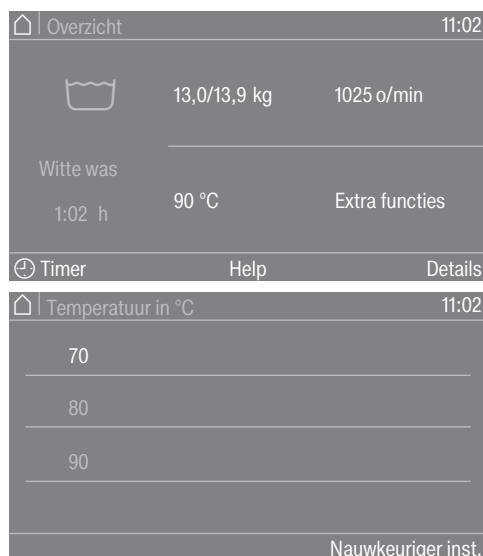 Overzicht 11:02
13,0/13,9 kg 1025 o/min
Witte was
90 °C Extra functies
1:02 h
Timer Help Details
Temperatuur in °C 11:02
70
80
90
Nauwkeuriger inst.